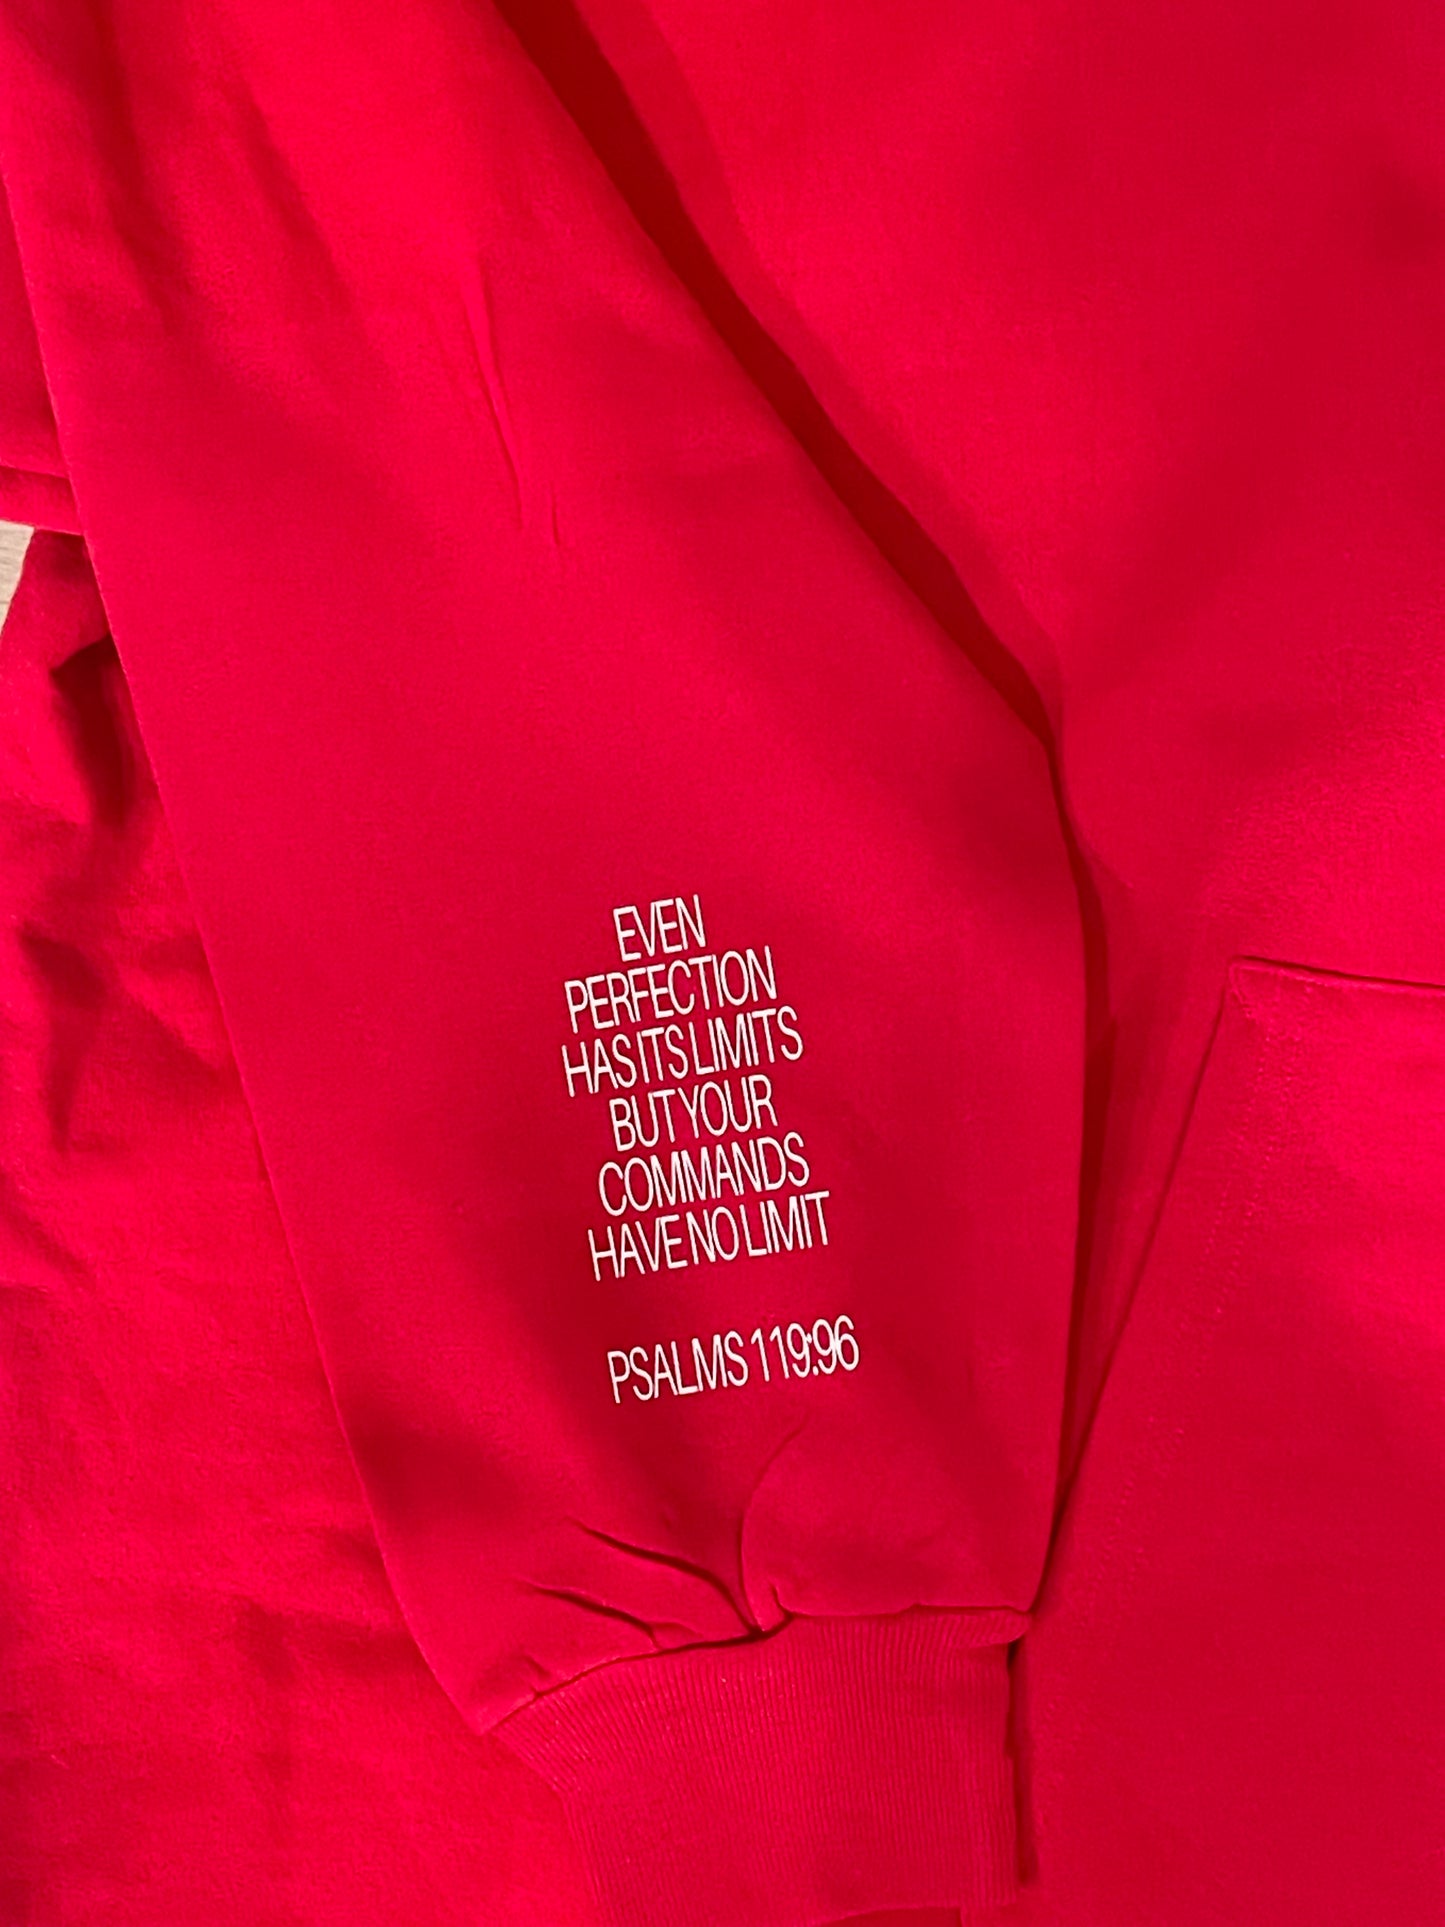 EVEN
PERFECTION
HAS ITS LIMITS
BUT YOUR
COMMANDS
HAVE NO LIMIT
PSALMS 119:96